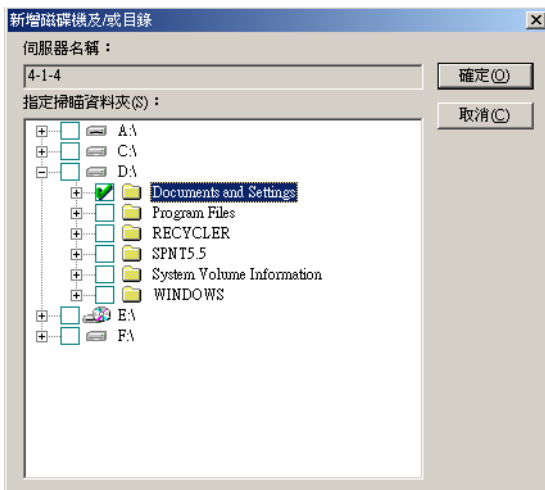 新增磁碟機及/或目錄
伺服器名稱：
4-1-4
確定(O)
指定掃瞄資料夾(S)：
取消(C)
A:\
C:\
D:\
Documents and Settings
Program Files
RECYCLER
SPNT5.5
System Volume Information
WINDOWS
E:\
F:\